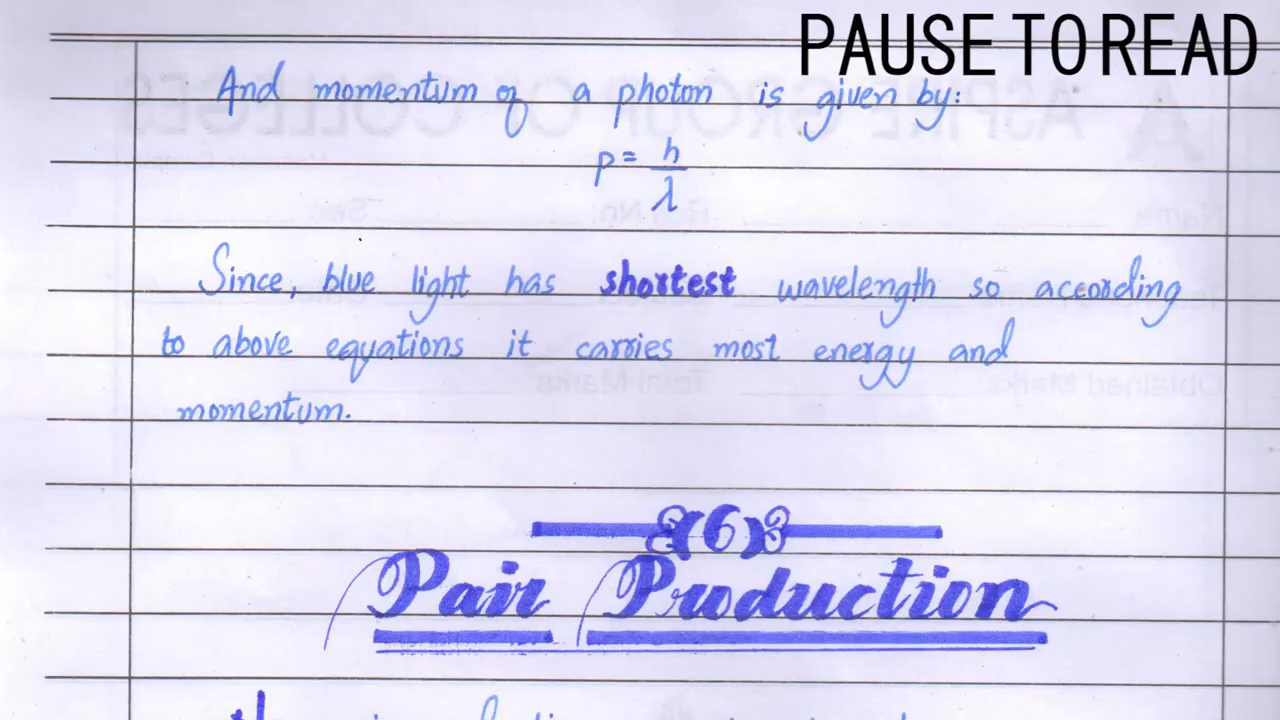 PAUSE TO READ
And momentum of a photon is given by:
p = h/λ
Since, blue light has shortest wavelength so according
to above equations it carries most energy and
momentum.
(6)
Pair Production